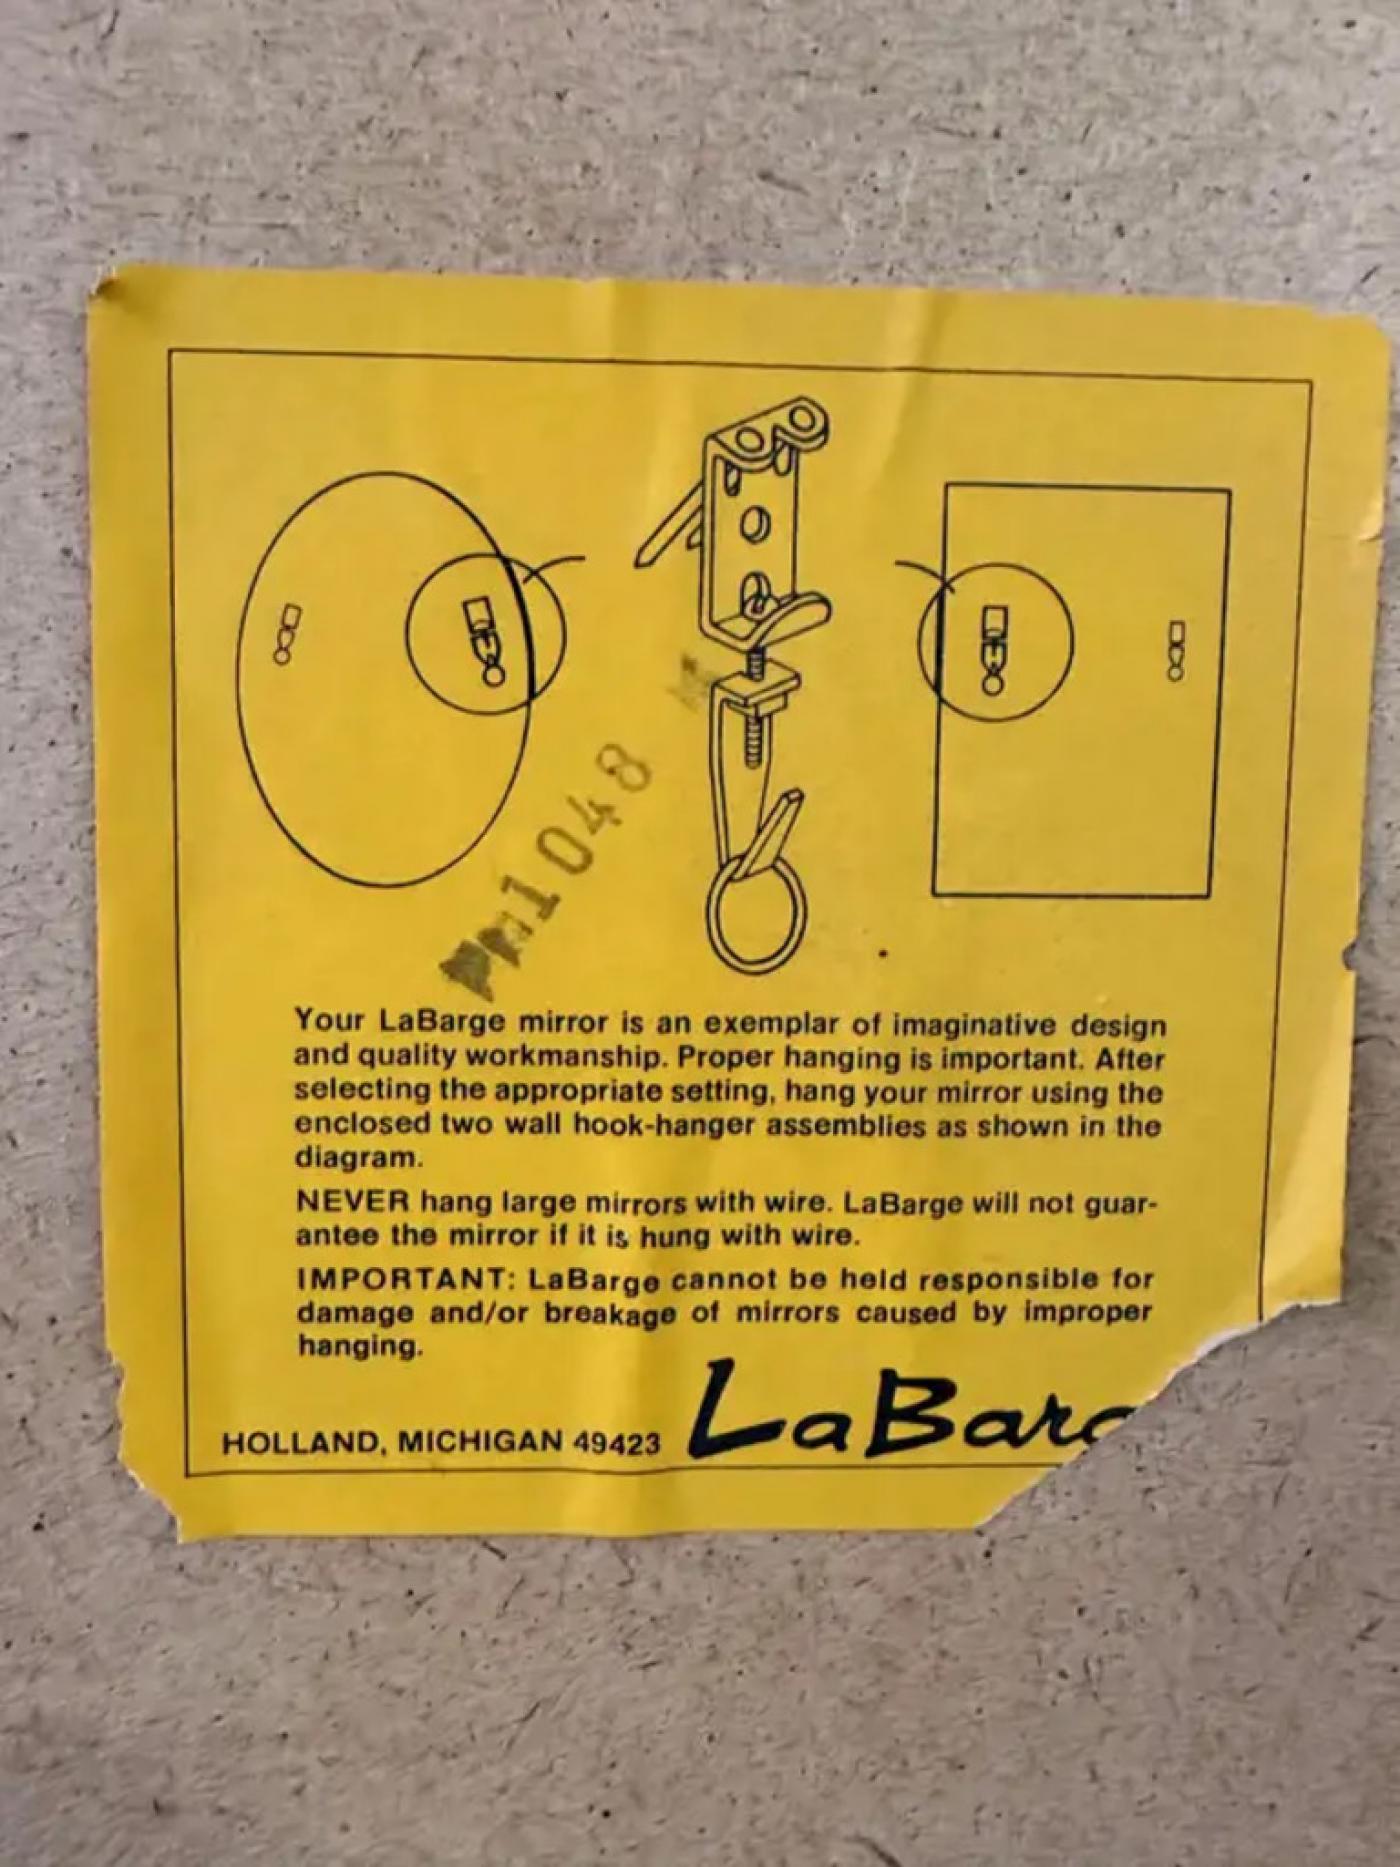 1048
Your LaBarge mirror is an exemplar of imaginative design
and quality workmanship. Proper hanging is important. After
selecting the appropriate setting, hang your mirror using the
enclosed two wall hook-hanger assemblies as shown in the
diagram.
NEVER hang large mirrors with wire. LaBarge will not guar-
antee the mirror if it is hung with wire.
IMPORTANT: LaBarge cannot be held responsible for
damage and/or breakage of mirrors caused by improper
hanging.
HOLLAND, MICHIGAN 49423 LaBarg